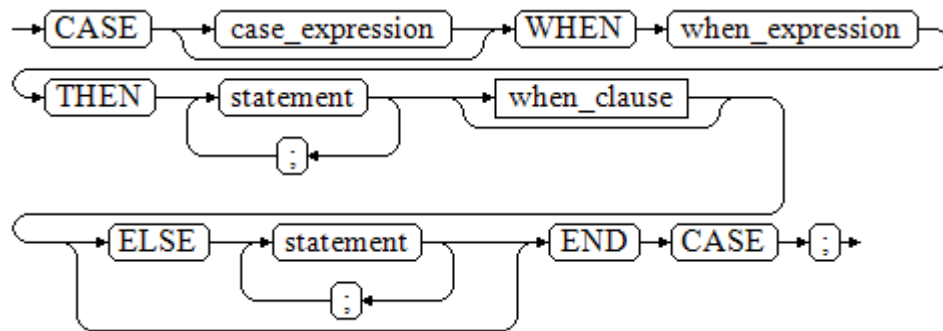 CASE case_expression WHEN when_expression
THEN statement when_clause
;
ELSE statement END CASE ;
;